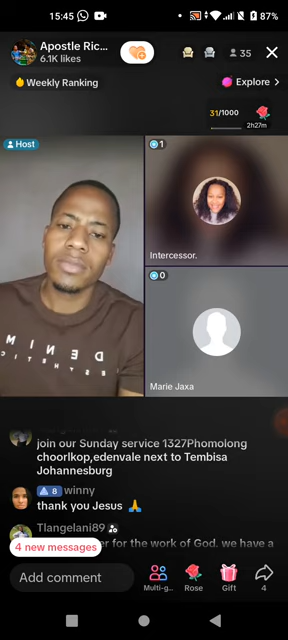 15:45
87%
Apostle Ric...
6.1K likes
35
Weekly Ranking
Explore >
31/1000
2h27m
Host
1
DENIM
Intercessor.
0
Marie Jaxa
join our Sunday service 1327Phomolong
choorlkop,edenvale next to Tembisa
Johannesburg
8 winny
thank you Jesus 🙏
Tlangelani89
er for the work of God. we have a
4 new messages
Add comment
Multi-g...
Rose
Gift
4